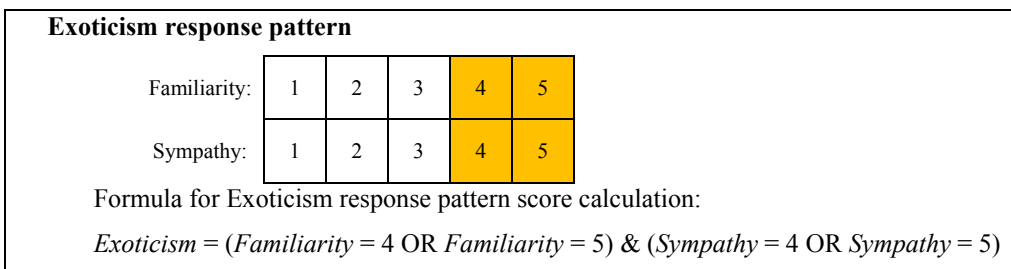 Exoticism response pattern
Familiarity: 1 2 3 4 5
Sympathy: 1 2 3 4 5
Formula for Exoticism response pattern score calculation:
Exoticism = (Familiarity = 4 OR Familiarity = 5) & (Sympathy = 4 OR Sympathy = 5)